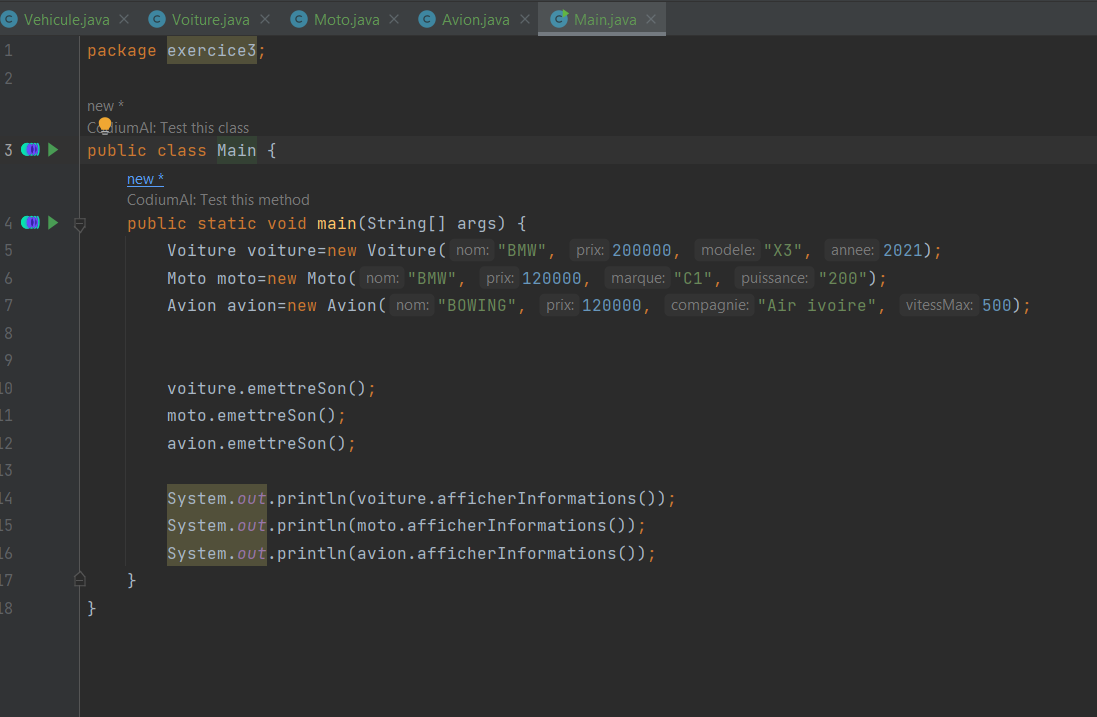 Vehicule.java Voiture.java Moto.java Avion.java Main.java
1 package exercice3;
2
new *
CodiumAI: Test this class
3 public class Main {
new *
CodiumAI: Test this method
4 public static void main(String[] args) {
5 Voiture voiture=new Voiture( nom: "BMW", prix: 200000, modele: "X3", annee: 2021);
6 Moto moto=new Moto( nom: "BMW", prix: 120000, marque: "C1", puissance: "200");
7 Avion avion=new Avion( nom: "BOWING", prix: 120000, compagnie: "Air ivoire", vitessMax: 500);
8
9
10 voiture.emettreSon();
11 moto.emettreSon();
12 avion.emettreSon();
13
14 System.out.println(voiture.afficherInformations());
15 System.out.println(moto.afficherInformations());
16 System.out.println(avion.afficherInformations());
17 }
18 }